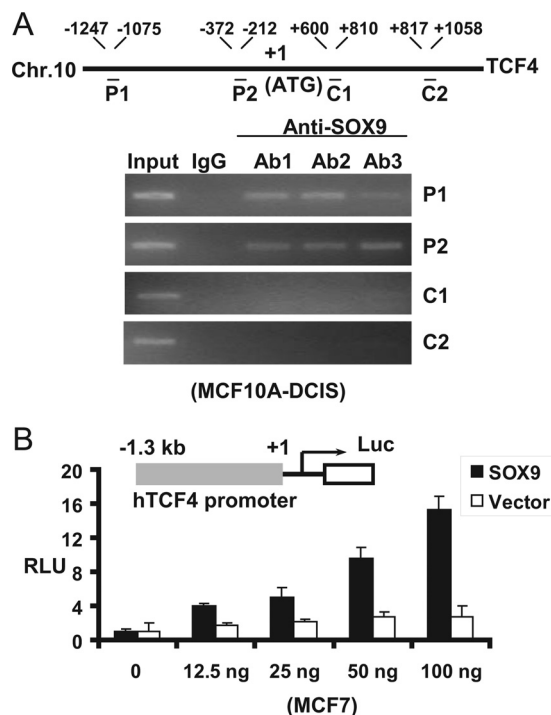 A
-1247 -1075 -372 -212 +600 +810 +817 +1058
+1
Chr.10 TCF4
P1 P2 (ATG) C1 C2
Anti-SOX9
Input IgG Ab1 Ab2 Ab3
P1
P2
C1
C2
(MCF10A-DCIS)
B
-1.3 kb +1 Luc
hTCF4 promoter
SOX9
Vector
RLU
20
16
12
8
4
0
0 12.5 ng 25 ng 50 ng 100 ng
(MCF7)